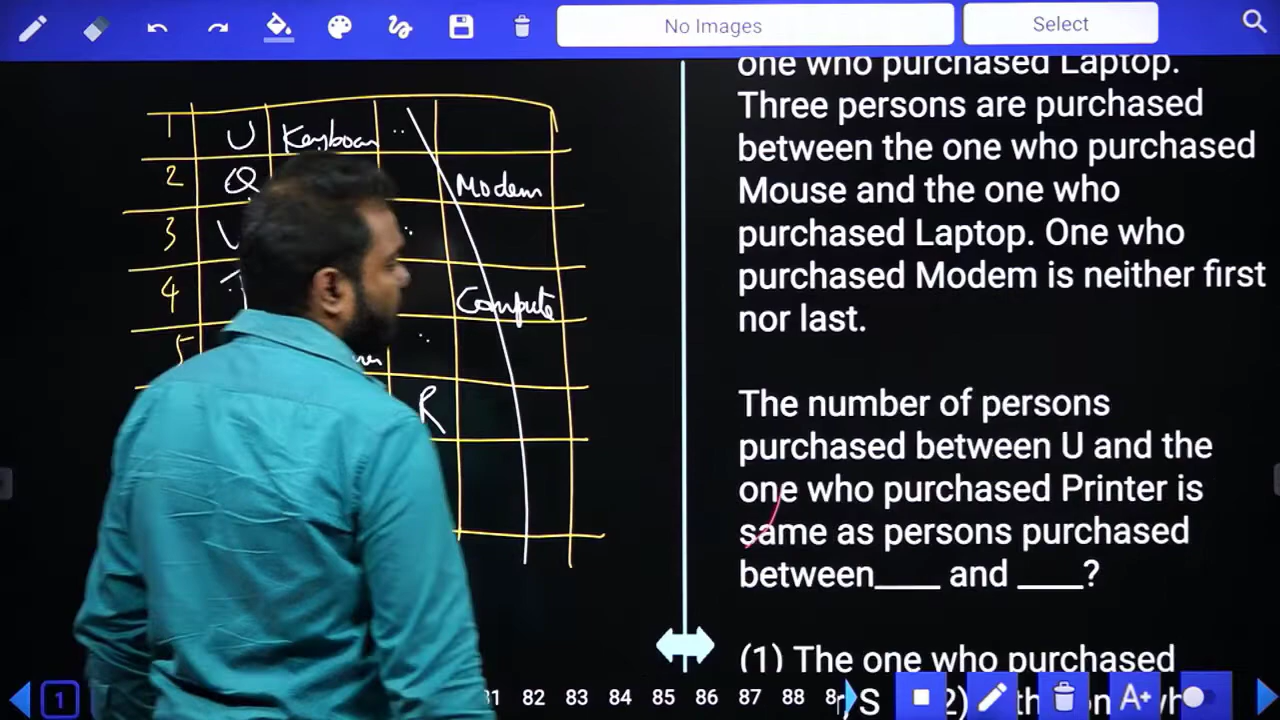 No Images
Select
one who purchased Laptop.
Three persons are purchased
between the one who purchased
Mouse and the one who
purchased Laptop. One who
purchased Modem is neither first
nor last.
The number of persons
purchased between U and the
one who purchased Printer is
same as persons purchased
between____ and ____?
(1) The one who purchased
S
1 U Keyboar
2 Q Modem
3
4 Compute
5
R
1
82 83 84 85 86 87 88
A+